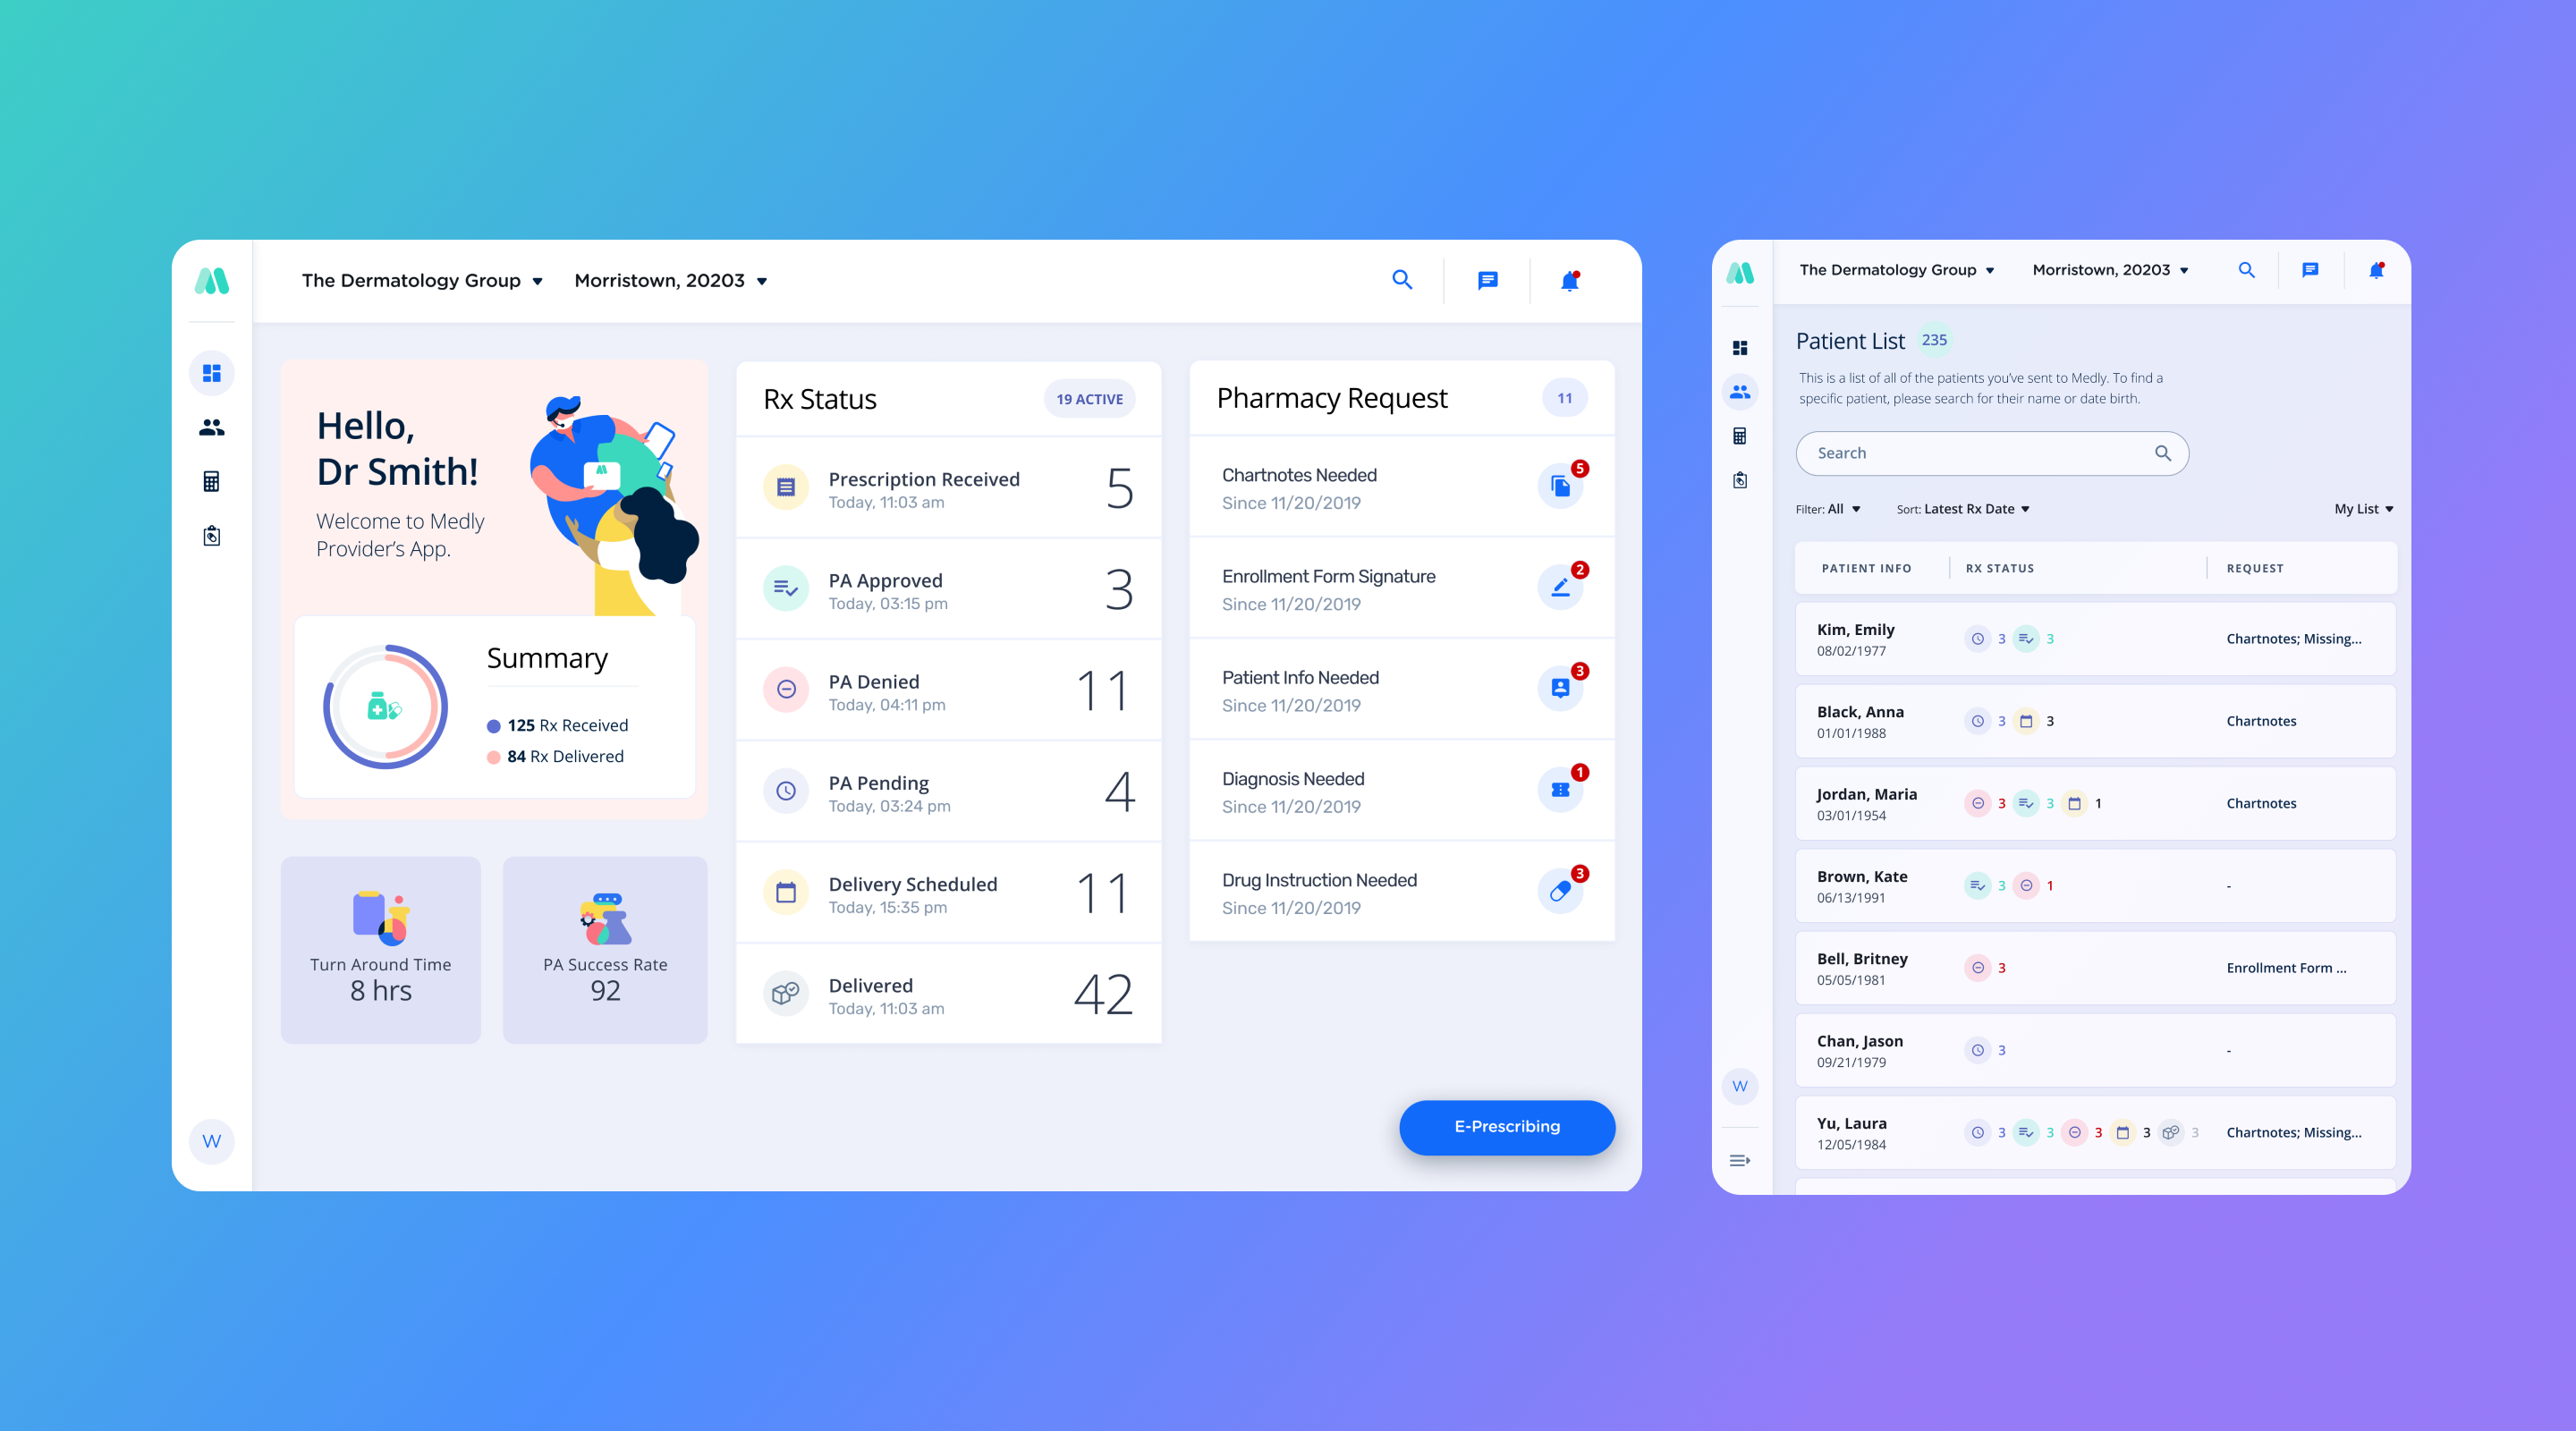 The Dermatology Group
Morristown, 20203
Hello,
Dr Smith!
Welcome to Medly
Provider's App.
Summary
125 Rx Received
84 Rx Delivered
Turn Around Time
8 hrs
PA Success Rate
92
W
Rx Status
19 ACTIVE
Prescription Received
Today, 11:03 am
5
PA Approved
Today, 03:15 pm
3
PA Denied
Today, 04:11 pm
11
PA Pending
Today, 03:24 pm
4
Delivery Scheduled
Today, 15:35 pm
11
Delivered
Today, 11:03 am
42
Pharmacy Request
11
Chartnotes Needed
Since 11/20/2019
5
Enrollment Form Signature
Since 11/20/2019
2
Patient Info Needed
Since 11/20/2019
3
Diagnosis Needed
Since 11/20/2019
1
Drug Instruction Needed
Since 11/20/2019
3
E-Prescribing
The Dermatology Group
Morristown, 20203
Patient List
235
This is a list of all of the patients you've sent to Medly. To find a
specific patient, please search for their name or date birth.
Search
Filter: All
Sort: Latest Rx Date
My List
PATIENT INFO
RX STATUS
REQUEST
Kim, Emily
08/02/1977
3 3
Chartnotes; Missing...
Black, Anna
01/01/1988
3 3
Chartnotes
Jordan, Maria
03/01/1954
3 3 1
Chartnotes
Brown, Kate
06/13/1991
3 1
-
Bell, Britney
05/05/1981
3
Enrollment Form ...
Chan, Jason
09/21/1979
3
-
Yu, Laura
12/05/1984
3 3 3 3 3
Chartnotes; Missing...
W